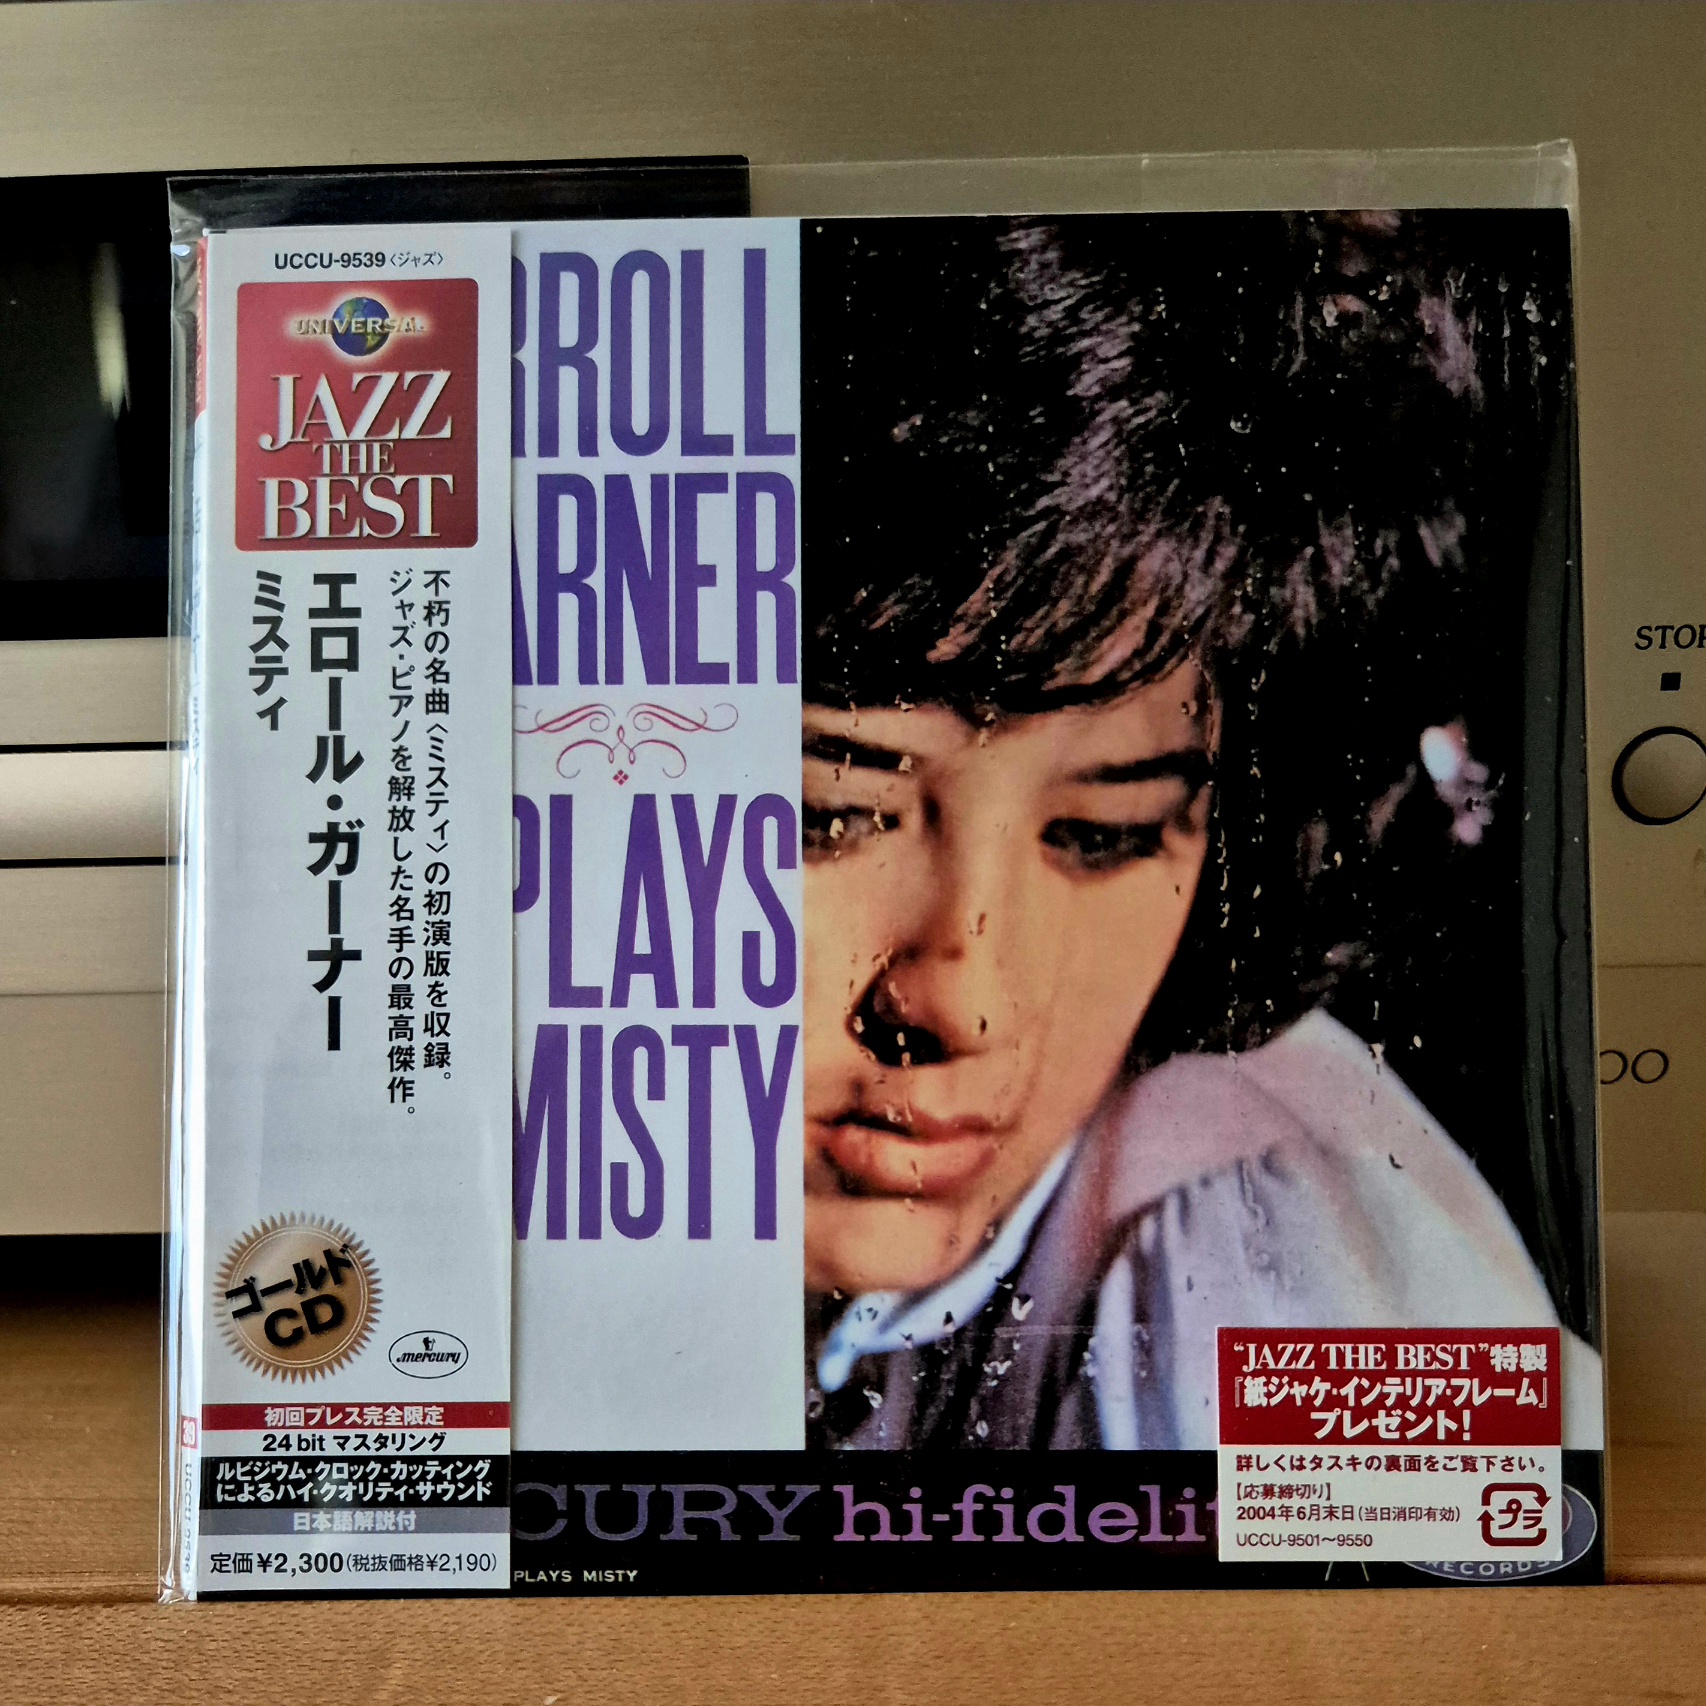 UCCU-9539〈ジャズ〉
UNIVERSAL
JAZZ
THE
BEST
不朽の名曲〈ミスティ〉の初演版を収録。
ジャズ・ピアノを解放した名手の最高傑作。
エロール・ガーナー
ミスティ
ゴールド
CD
mercury
初回プレス完全限定
24bit マスタリング
ルビジウム・クロック・カッティング
によるハイ・クオリティ・サウンド
日本語解説付
定価¥2,300(税抜価格¥2,190)
39
RROLL
ARNER
PLAYS
MISTY
CURY hi-fidelit
PLAYS MISTY
"JAZZ THE BEST"特製
『紙ジャケ・インテリア・フレーム』
プレゼント!
詳しくはタスキの裏面をご覧下さい。
【応募締切り】
2004年6月末日(当日消印有効)
UCCU-9501〜9550
プラ
RECORDS
STOP